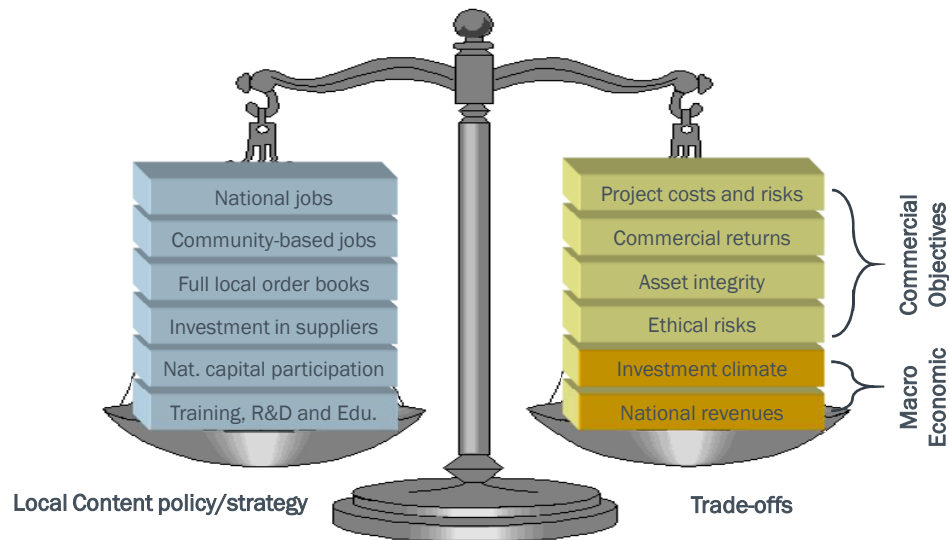 National jobs
Community-based jobs
Full local order books
Investment in suppliers
Nat. capital participation
Training, R&D and Edu.
Local Content policy/strategy
Project costs and risks
Commercial returns
Asset integrity
Ethical risks
Investment climate
National revenues
Trade-offs
Commercial
Objectives
Macro
Economic